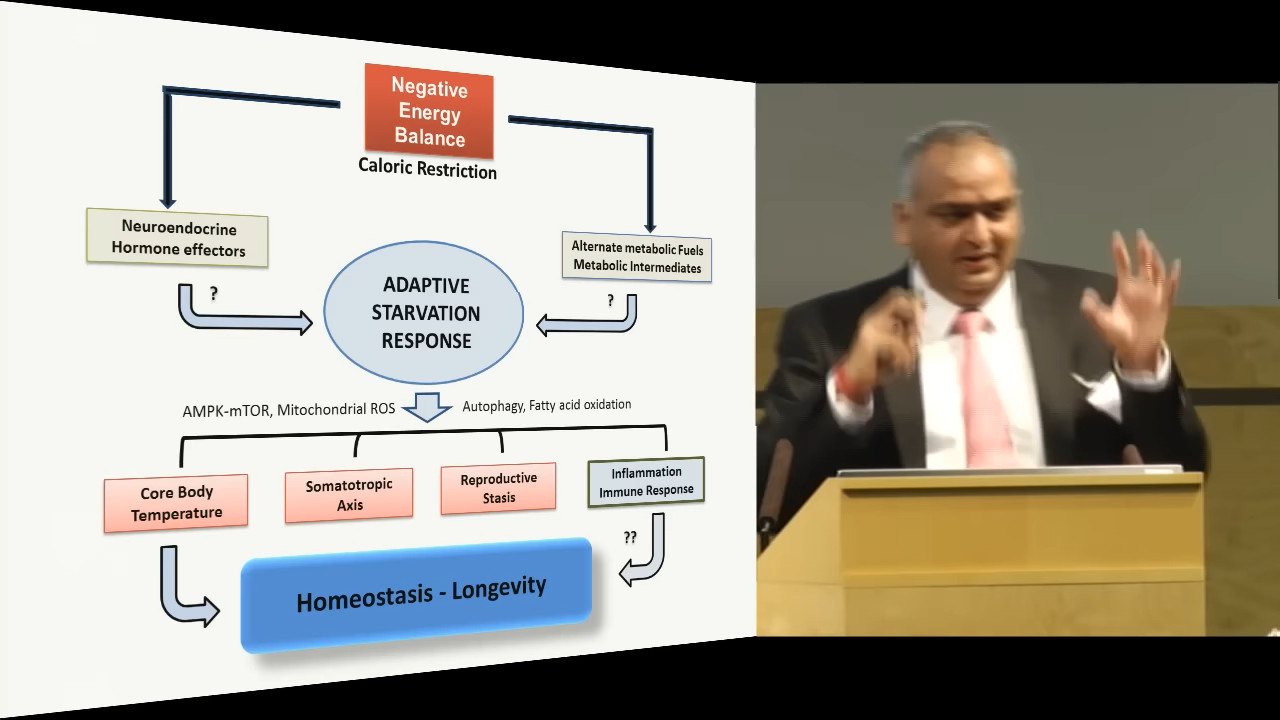 Negative
Energy
Balance
Caloric Restriction
Neuroendocrine
Hormone effectors
Alternate metabolic Fuels
Metabolic Intermediates
?
?
ADAPTIVE
STARVATION
RESPONSE
AMPK-mTOR, Mitochondrial ROS
Autophagy, Fatty acid oxidation
Core Body
Temperature
Somatotropic
Axis
Reproductive
Stasis
Inflammation
Immune Response
??
Homeostasis - Longevity